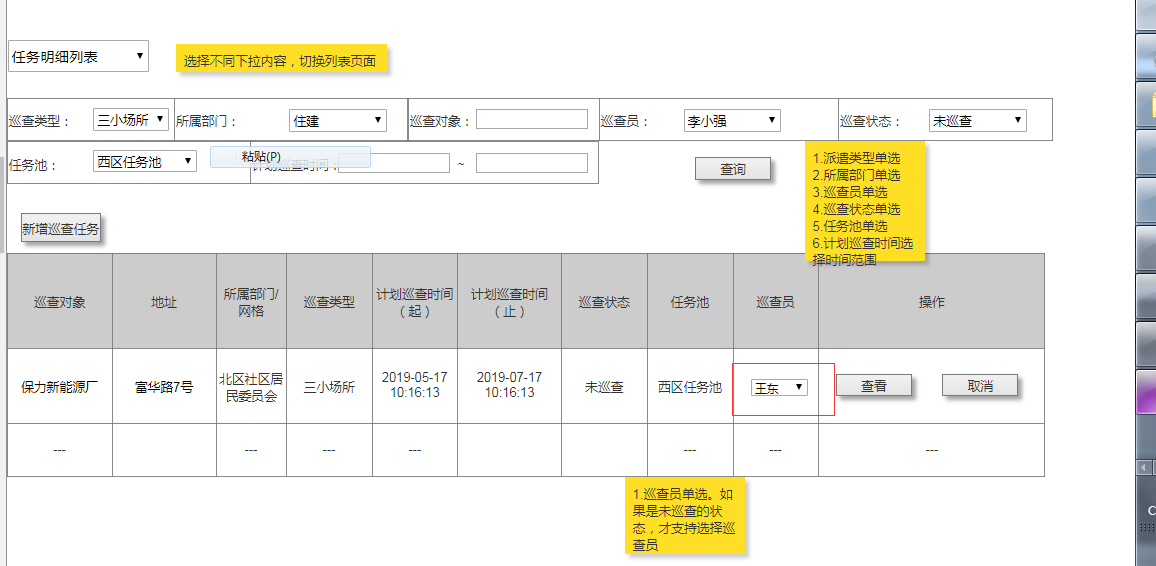 任务明细列表
选择不同下拉内容，切换列表页面
巡查类型： 三小场所 所属部门： 住建 巡查对象： 巡查员： 李小强 巡查状态： 未巡查
任务池： 西区任务池 粘贴(P) 计划巡查时间： ~ 查询
1.派遣类型单选
2.所属部门单选
3.巡查员单选
4.巡查状态单选
5.任务池单选
6.计划巡查时间选
择时间范围
新增巡查任务
巡查对象 地址 所属部门/ 巡查类型 计划巡查时间 计划巡查时间 巡查状态 任务池 巡查员 操作
网格 （起） （止）
保力新能源厂 富华路7号 北区社区居 三小场所 2019-05-17 2019-07-17 未巡查 西区任务池 王东 查看 取消
民委员会 10:16:13 10:16:13
--- --- --- --- --- --- ---
1.巡查员单选。如
果是未巡查的状
态，才支持选择巡
查员